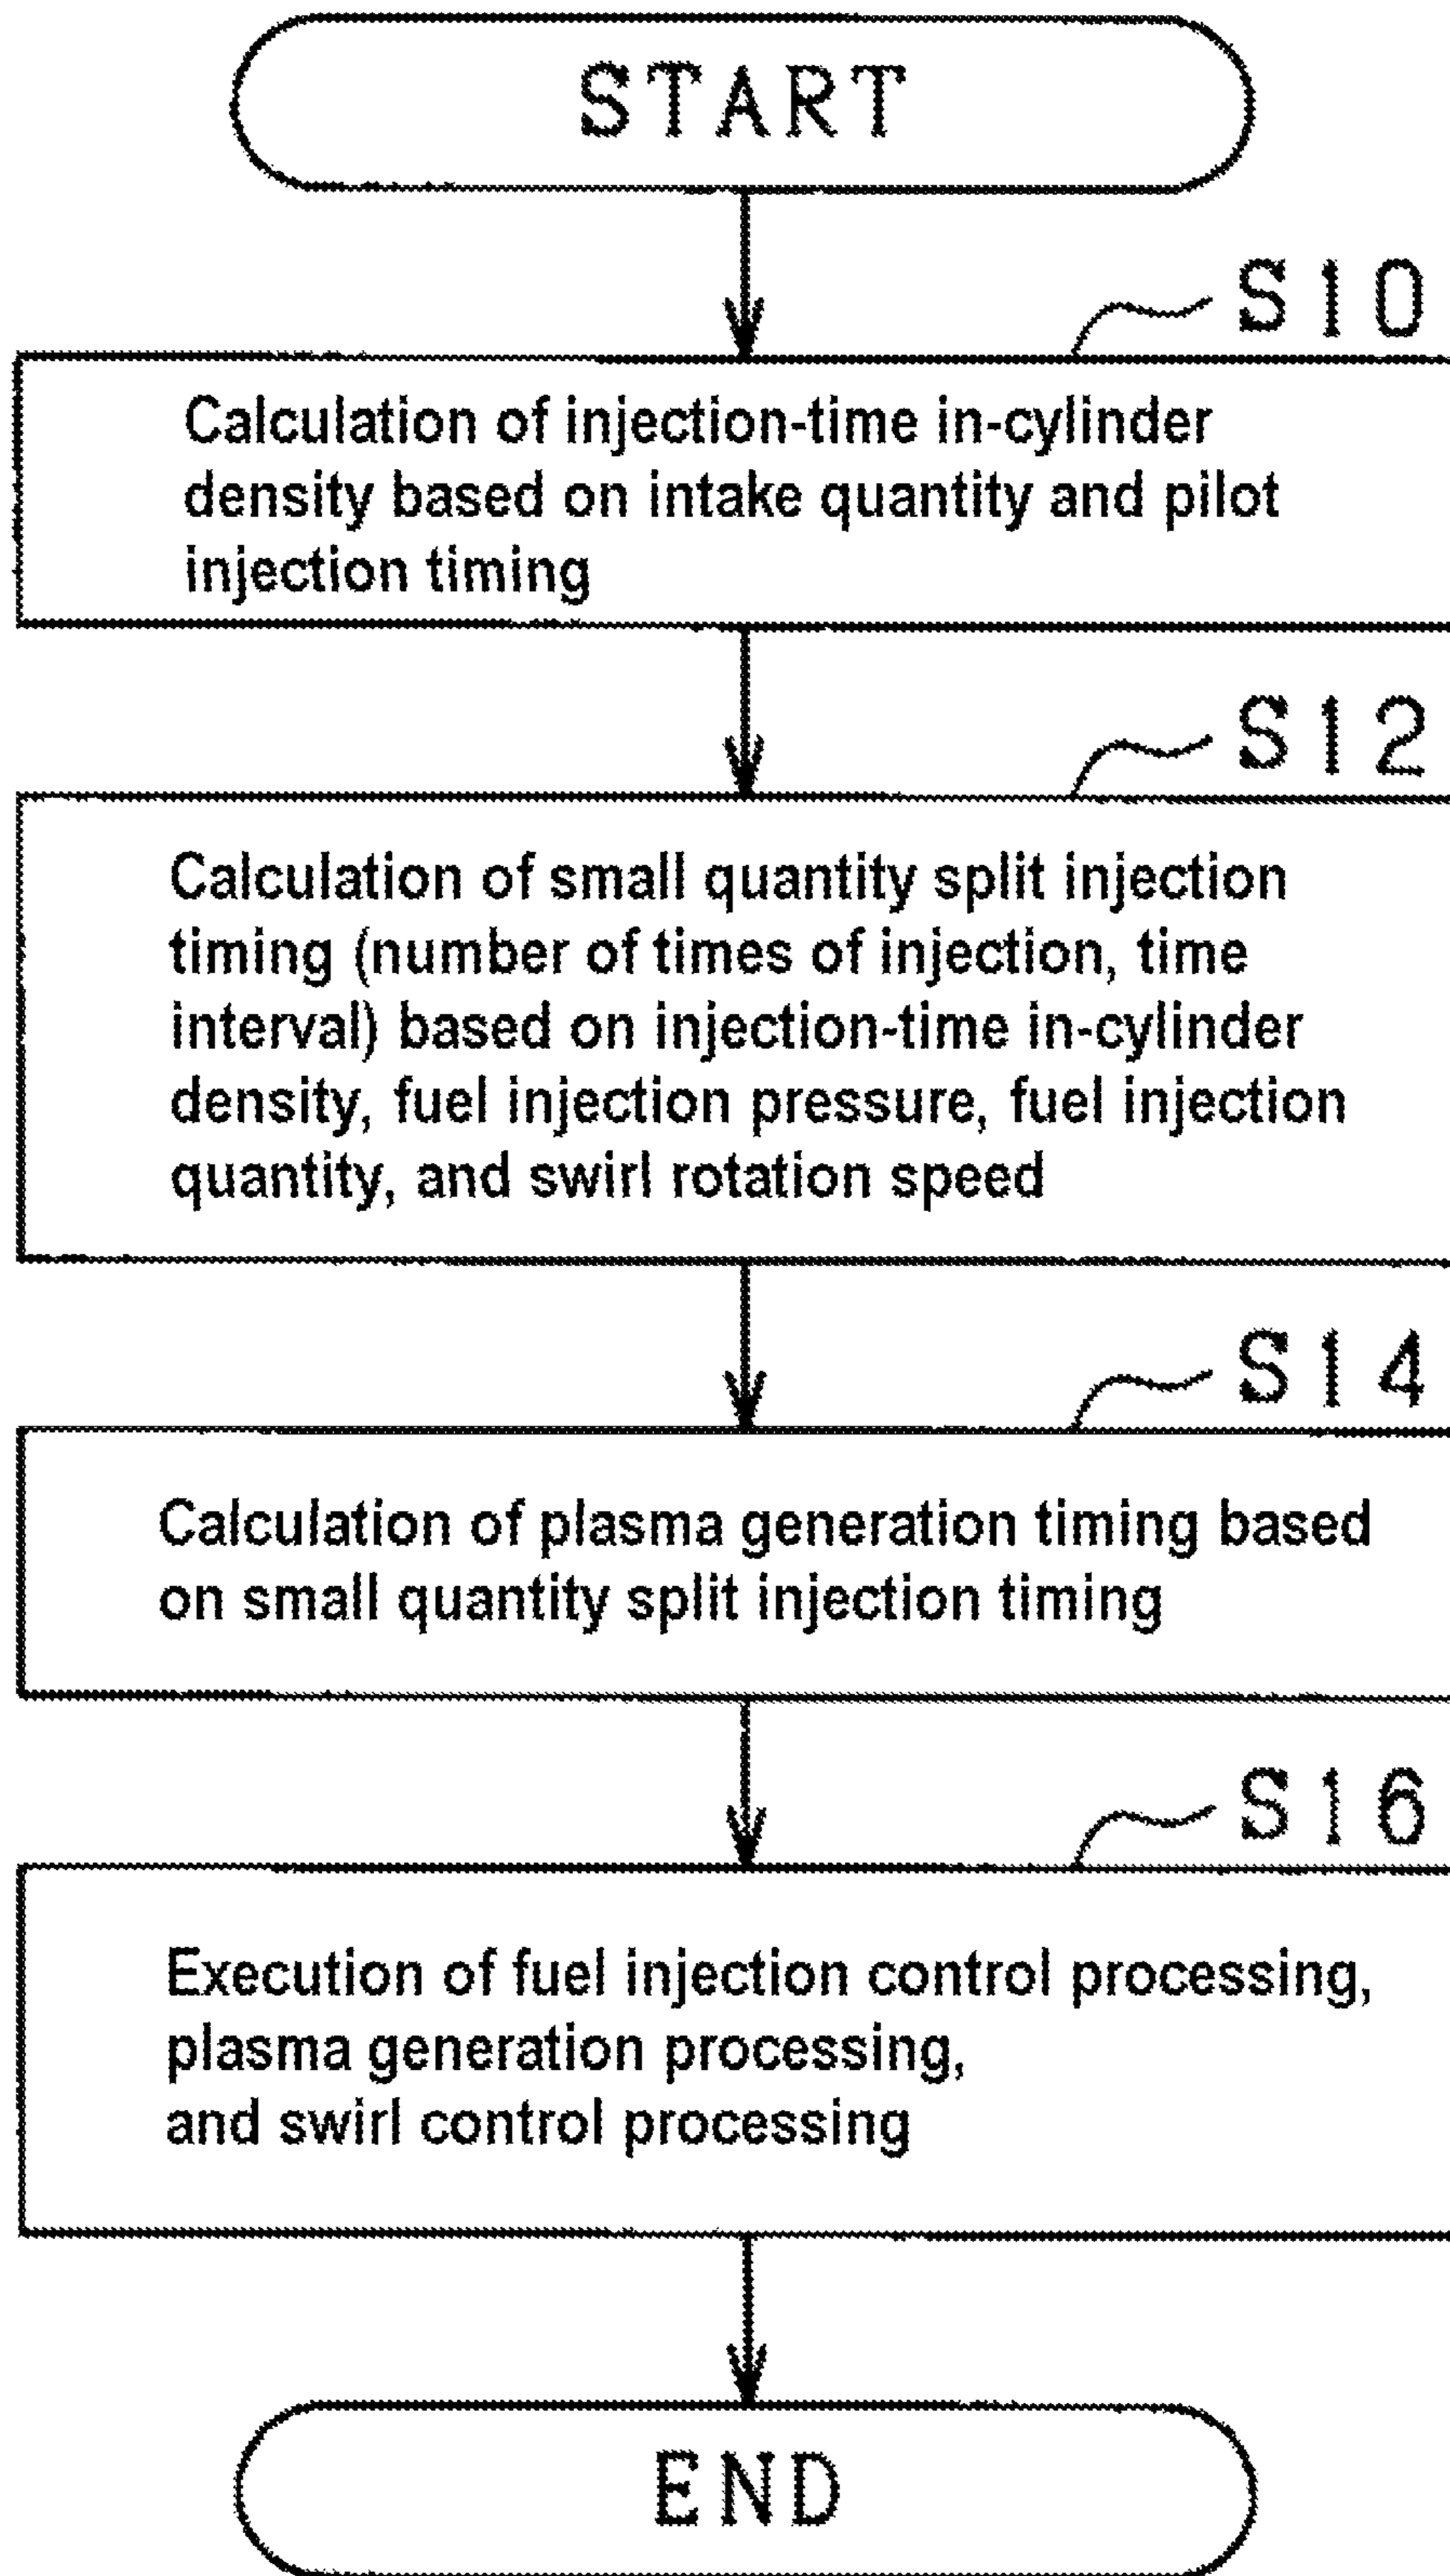 START
S10
Calculation of injection-time in-cylinder
density based on intake quantity and pilot
injection timing
S12
Calculation of small quantity split injection
timing (number of times of injection, time
interval) based on injection-time in-cylinder
density, fuel injection pressure, fuel injection
quantity, and swirl rotation speed
S14
Calculation of plasma generation timing based
on small quantity split injection timing
S16
Execution of fuel injection control processing,
plasma generation processing,
and swirl control processing
END